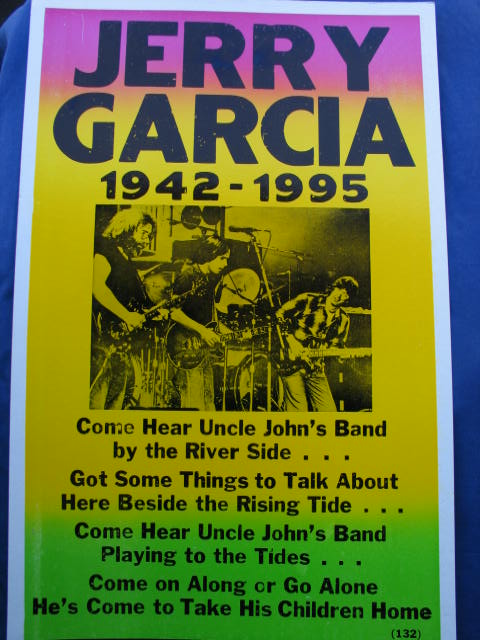 JERRY
GARCIA
1942-1995
Come Hear Uncle John's Band
by the River Side . . .
Got Some Things to Talk About
Here Beside the Rising Tide . . .
Come Hear Uncle John's Band
Playing to the Tides . . .
Come on Along or Go Alone
He's Come to Take His Children Home
(132)